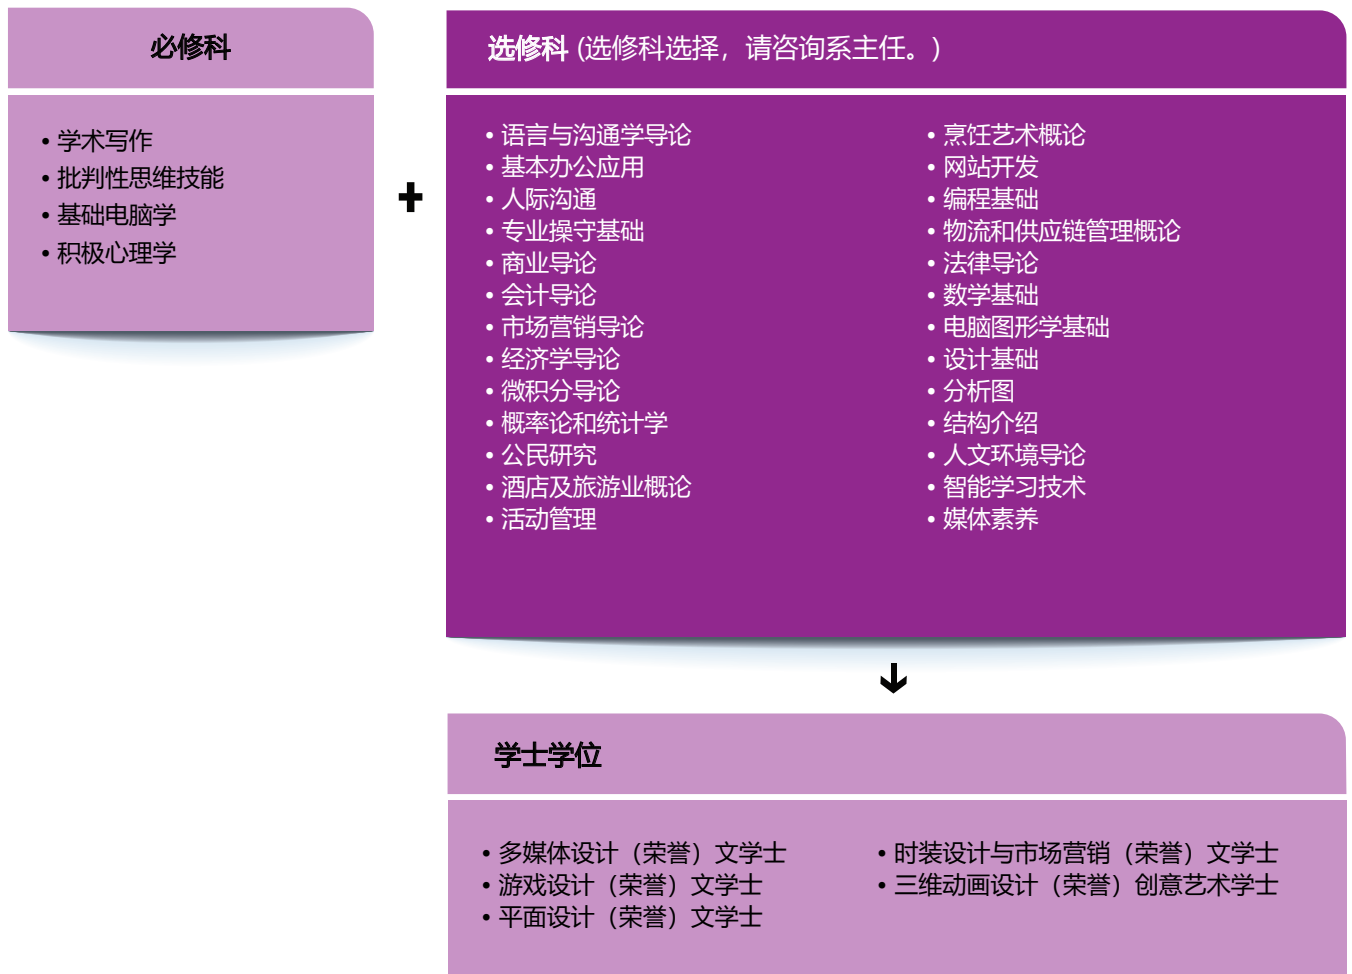 必修科
• 学术写作
• 批判性思维技能
• 基础电脑学
• 积极心理学
+
选修科 (选修科选择，请咨询系主任。)
• 语言与沟通学导论
• 基本办公应用
• 人际沟通
• 专业操守基础
• 商业导论
• 会计导论
• 市场营销导论
• 经济学导论
• 微积分导论
• 概率论和统计学
• 公民研究
• 酒店及旅游业概论
• 活动管理
• 烹饪艺术概论
• 网站开发
• 编程基础
• 物流和供应链管理概论
• 法律导论
• 数学基础
• 电脑图形学基础
• 设计基础
• 分析图
• 结构介绍
• 人文环境导论
• 智能学习技术
• 媒体素养
学士学位
• 多媒体设计（荣誉）文学士
• 游戏设计（荣誉）文学士
• 平面设计（荣誉）文学士
• 时装设计与市场营销（荣誉）文学士
• 三维动画设计（荣誉）创意艺术学士